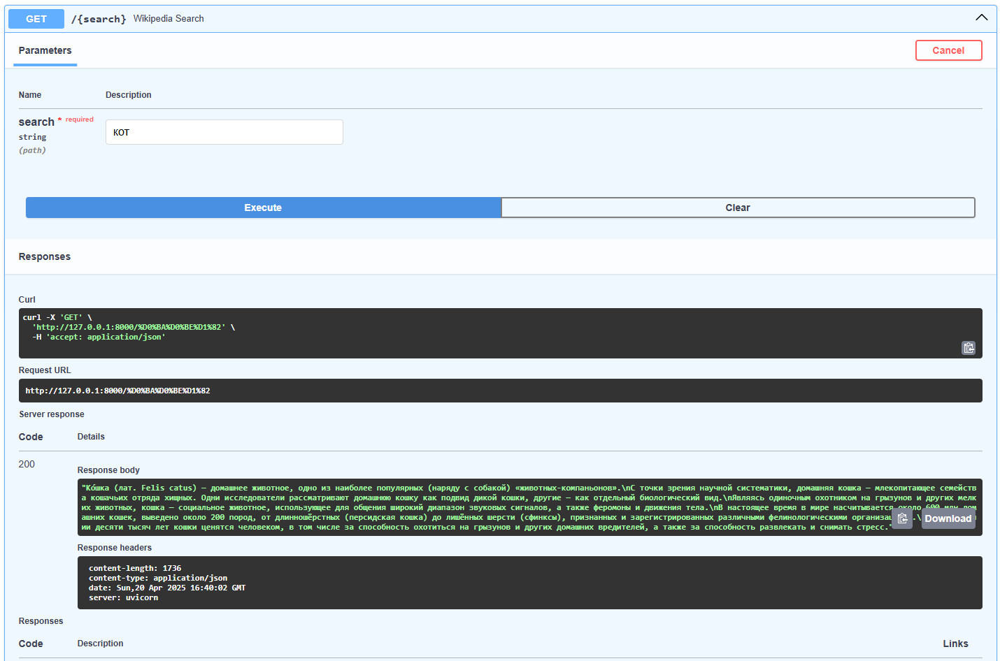 GET /{search} Wikipedia Search
Parameters
Cancel
Name Description
search * required
string
(path)
кот
Execute
Clear
Responses
Curl
curl -X 'GET' \
'http://127.0.0.1:8000/%D0%BA%D0%BE%D1%82' \
-H 'accept: application/json'
Request URL
http://127.0.0.1:8000/%D0%BA%D0%BE%D1%82
Server response
Code Details
200
Response body
"Ко́шка (лат. Felis catus) — домашнее животное, одно из наиболее популярных (наряду с собакой) «животных-компаньонов».\nС точки зрения научной систематики, домашняя кошка — млекопитающее семейств
а кошачьих отряда хищных. Одни исследователи рассматривают домашнюю кошку как подвид дикой кошки, другие — как отдельный биологический вид.\nЯвляясь одиночным охотником на грызунов и других мелк
их животных, кошка — социальное животное, использующее для общения широкий диапазон звуковых сигналов, а также феромоны и движения тела.\nВ настоящее время в мире насчитывается около 600 млн дом
ашних кошек, выведено около 200 пород, от длинношёрстных (персидская кошка) до лишённых шерсти (сфинксы), признанных и зарегистрированных различными фелинологическими
ии десяти тысяч лет кошки ценятся человеком, в том числе за способность охотиться на грызунов и других домашних вредителей, а также за способность развлекать и снимать стресс."
Download
Response headers
content-length: 1736
content-type: application/json
date: Sun,20 Apr 2025 16:40:02 GMT
server: uvicorn
Responses
Code Description Links